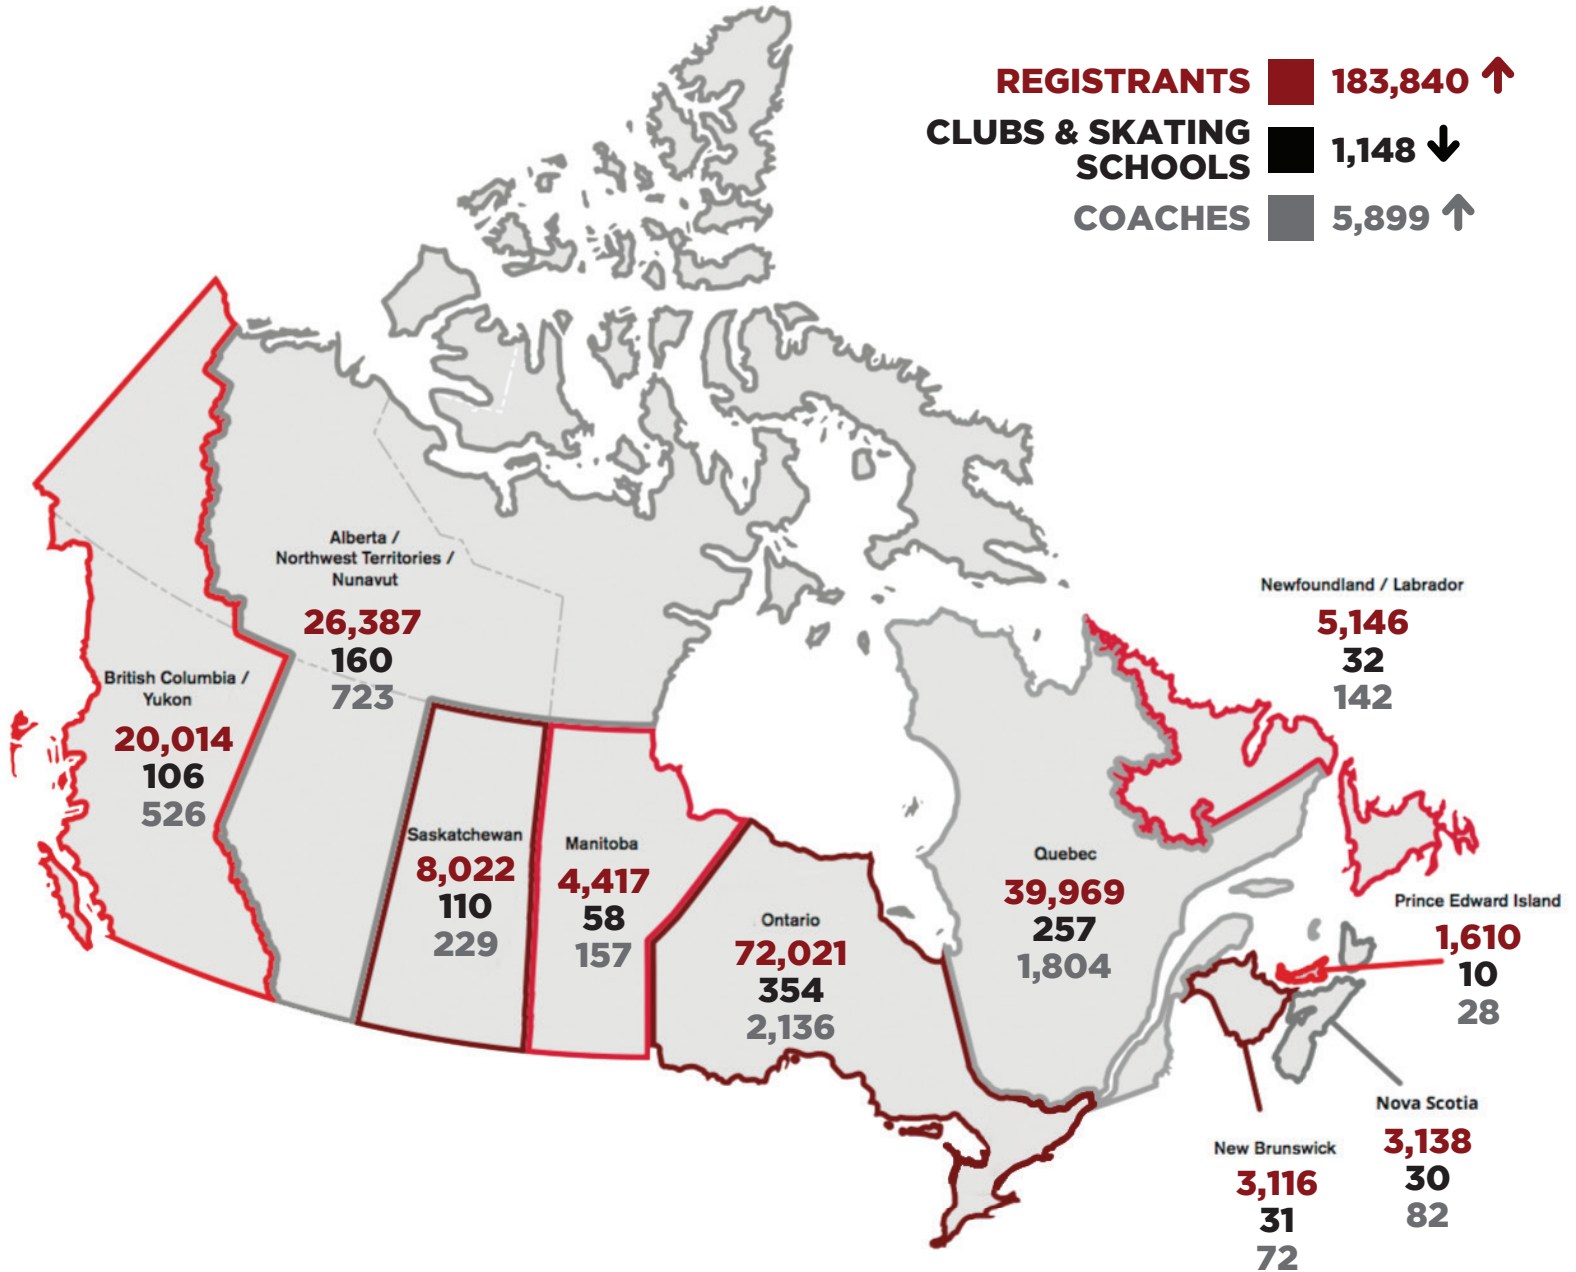 REGISTRANTS 183,840
CLUBS & SKATING
SCHOOLS 1,148
COACHES 5,899
Alberta /
Northwest Territories /
Nunavut
26,387
160
723
British Columbia /
Yukon
20,014
106
526
Saskatchewan
8,022
110
229
Manitoba
4,417
58
157
Ontario
72,021
354
2,136
Quebec
39,969
257
1,804
Newfoundland / Labrador
5,146
32
142
Prince Edward Island
1,610
10
28
Nova Scotia
3,138
30
82
New Brunswick
3,116
31
72